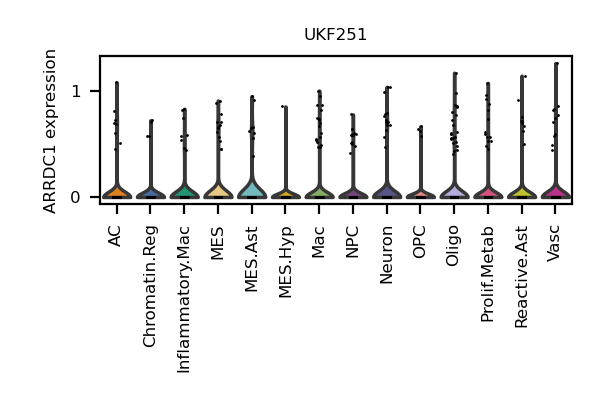 UKF251
ARRDC1 expression
1
0
AC
Chromatin.Reg
Inflammatory.Mac
MES
MES.Ast
MES.Hyp
Mac
NPC
Neuron
OPC
Oligo
Prolif.Metab
Reactive.Ast
Vasc